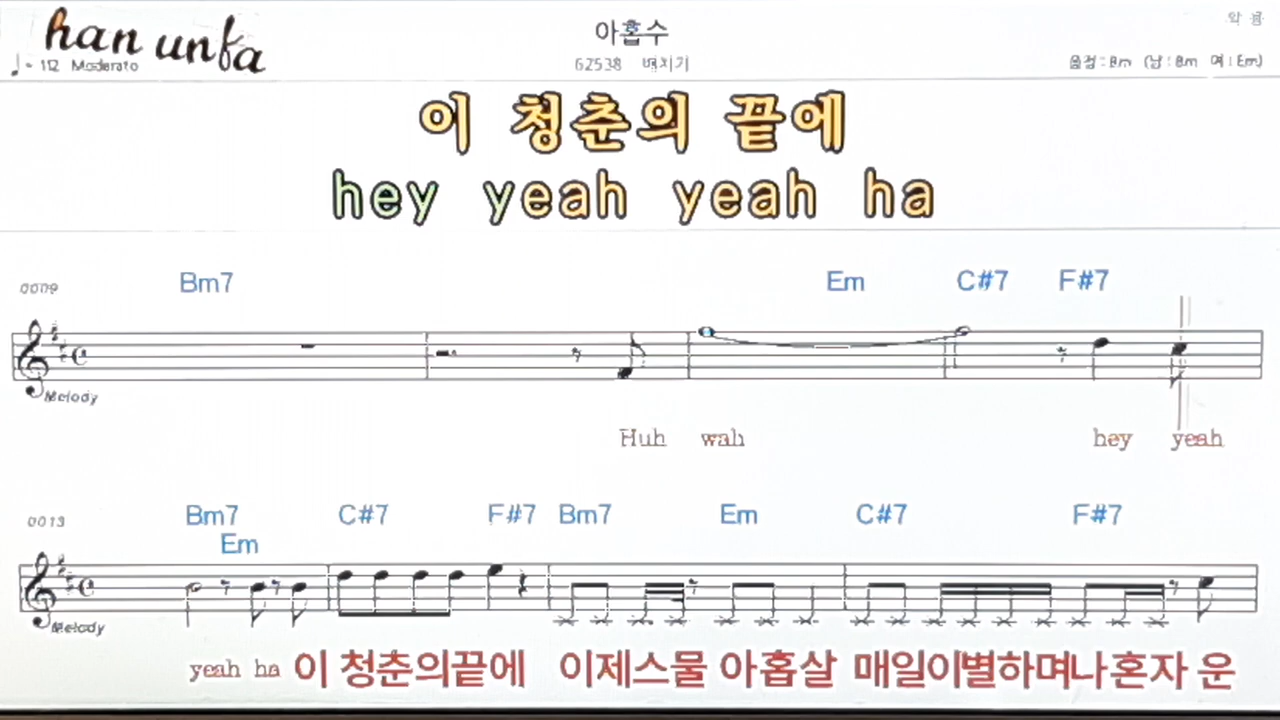 han unfa
아홉수
♩= 112 Moderato
62538 배치기
음정 : Bm (남 : Bm 여 : Em)
이 청춘의 끝에
hey yeah yeah ha
0009 Bm7 Em C#7 F#7
Melody
Huh wah hey yeah
0013 Bm7 C#7 F#7 Bm7 Em C#7 F#7
Em
Melody
yeah ha 이 청춘의끝에 이제스물 아홉살 매일이별하며나혼자 운